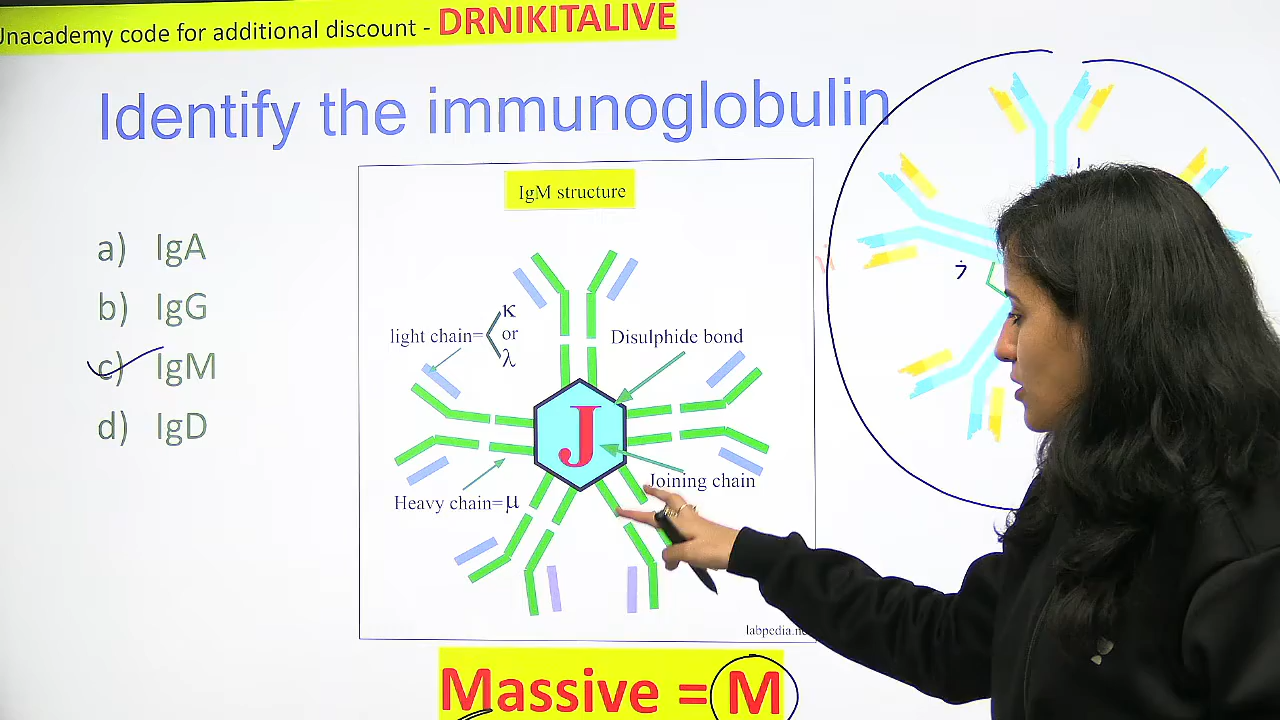 Unacademy code for additional discount - DRNIKITALIVE
Identify the immunoglobulin
a) IgA
b) IgG
c) IgM
d) IgD
IgM structure
light chain=
κ
or
λ
Disulphide bond
J
Joining chain
Heavy chain=μ
Massive = M